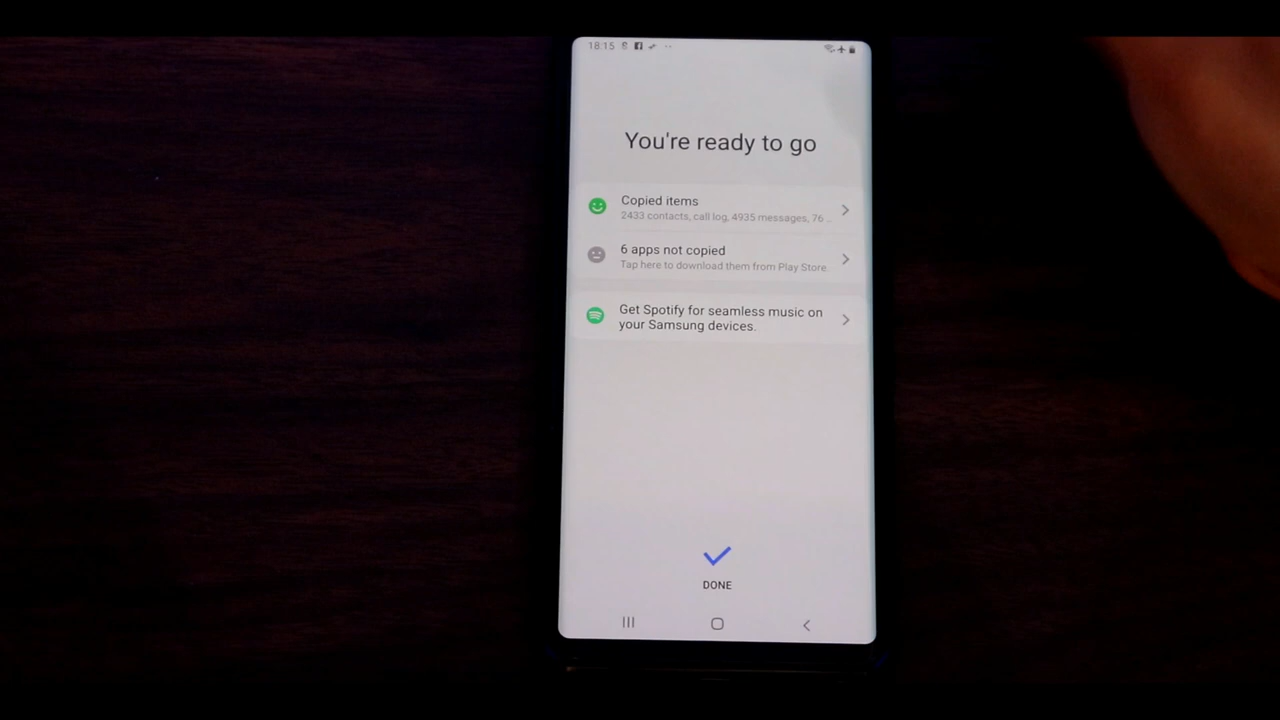 18:15
You're ready to go
Copied items
2433 contacts, call log, 4935 messages, 76 ..
6 apps not copied
Tap here to download them from Play Store.
Get Spotify for seamless music on
your Samsung devices.
DONE